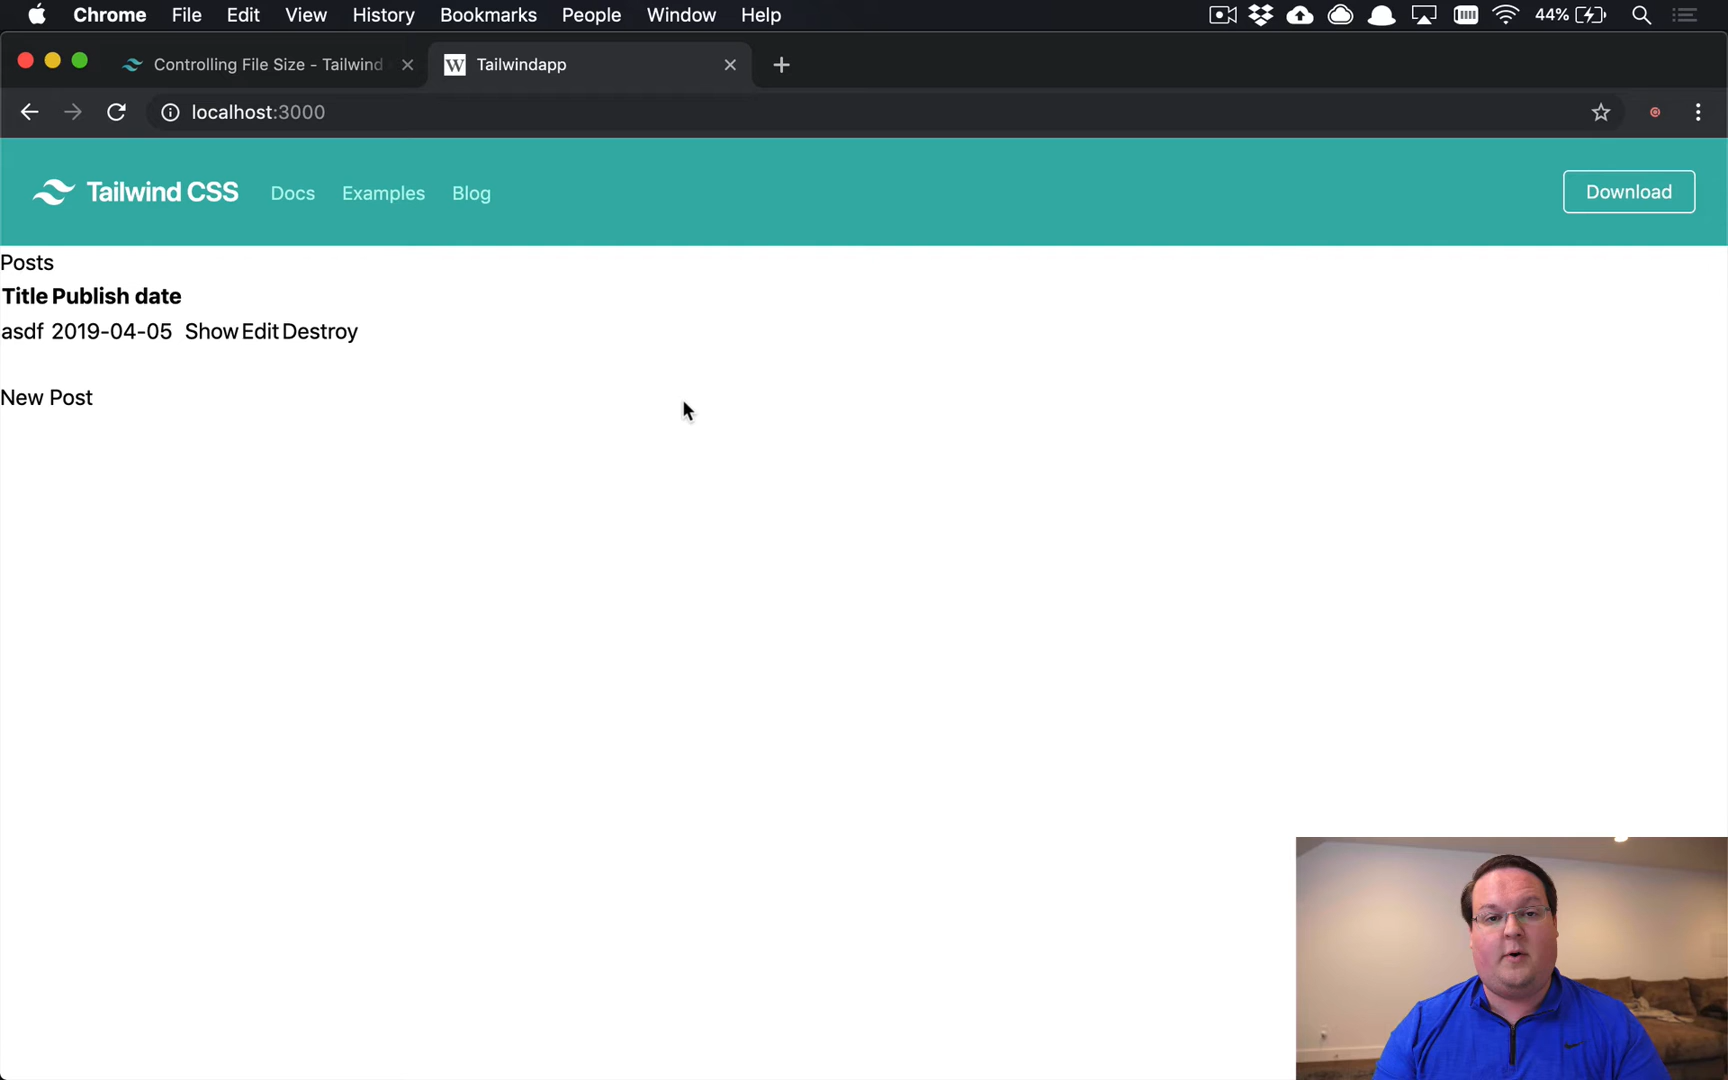 Chrome File Edit View History Bookmarks People Window Help 44%
Controlling File Size - Tailwind
W Tailwindapp
localhost:3000
Tailwind CSS Docs Examples Blog Download
Posts
Title Publish date
asdf 2019-04-05 Show Edit Destroy
New Post